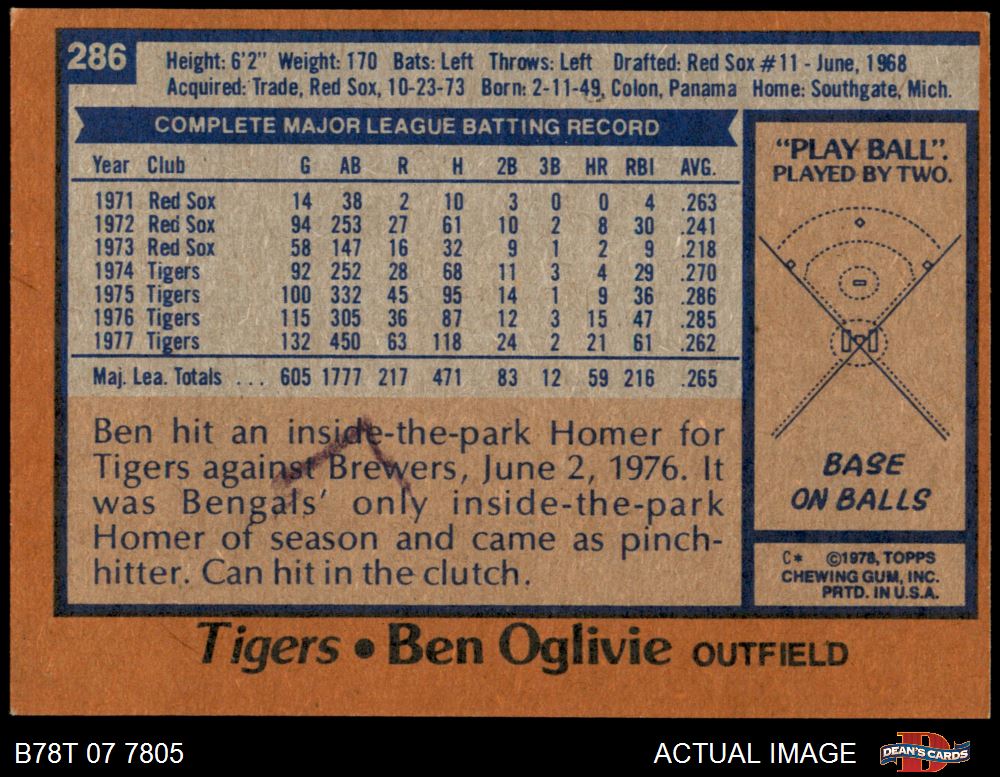 286
Height: 6'2" Weight: 170 Bats: Left Throws: Left Drafted: Red Sox #11 - June, 1968
Acquired: Trade, Red Sox, 10-23-73 Born: 2-11-49, Colon, Panama Home: Southgate, Mich.
COMPLETE MAJOR LEAGUE BATTING RECORD
Year Club G AB R H 2B 3B HR RBI AVG.
1971 Red Sox 14 38 2 10 3 0 0 4 .263
1972 Red Sox 94 253 27 61 10 2 8 30 .241
1973 Red Sox 58 147 16 32 9 1 2 9 .218
1974 Tigers 92 252 28 68 11 3 4 29 .270
1975 Tigers 100 332 45 95 14 1 9 36 .286
1976 Tigers 115 305 36 87 12 3 15 47 .285
1977 Tigers 132 450 63 118 24 2 21 61 .262
Maj. Lea. Totals ... 605 1777 217 471 83 12 59 216 .265
Ben hit an inside-the-park Homer for
Tigers against Brewers, June 2, 1976. It
was Bengals' only inside-the-park
Homer of season and came as pinch-
hitter. Can hit in the clutch.
"PLAY BALL".
PLAYED BY TWO.
BASE
ON BALLS
C* ©1978, TOPPS
CHEWING GUM, INC.
PRTD. IN U.S.A.
Tigers • Ben Oglivie OUTFIELD
B78T 07 7805
ACTUAL IMAGE
DEAN'S CARDS